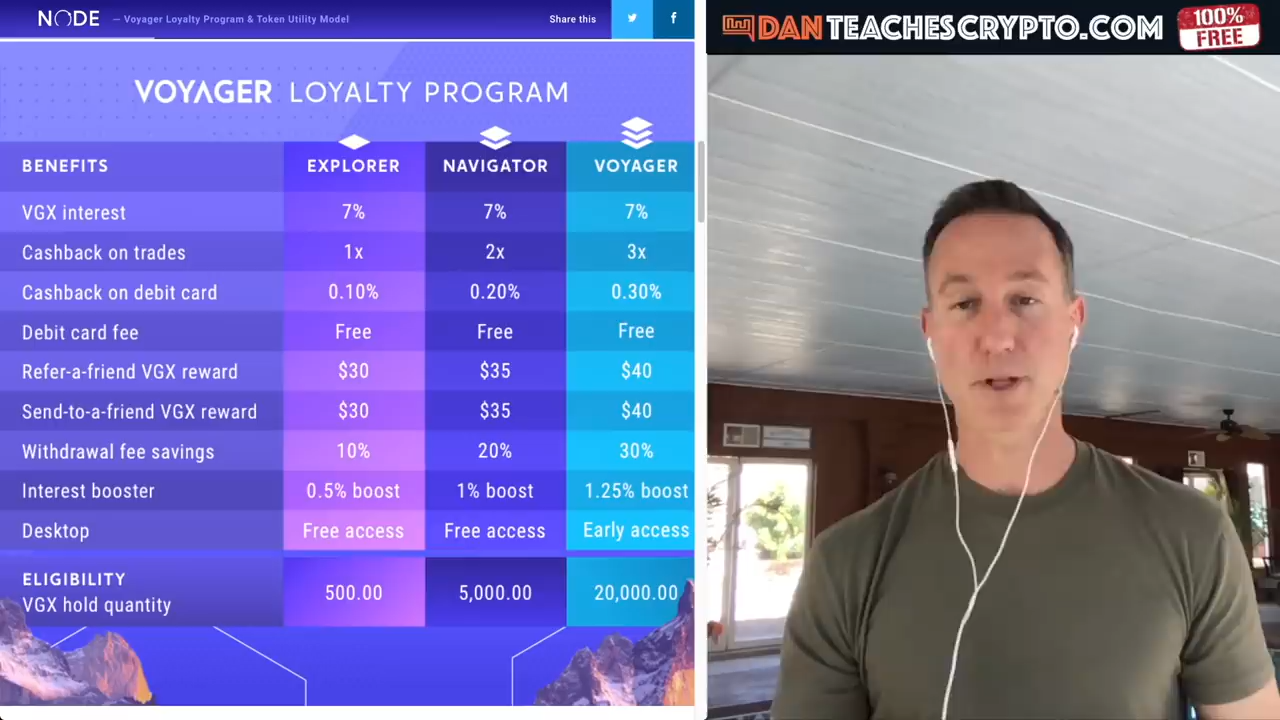 NODE — Voyager Loyalty Program & Token Utility Model Share this
DANTEACHESCRYPTO.COM
100% FREE
VOYAGER LOYALTY PROGRAM
BENEFITS EXPLORER NAVIGATOR VOYAGER
VGX interest 7% 7% 7%
Cashback on trades 1x 2x 3x
Cashback on debit card 0.10% 0.20% 0.30%
Debit card fee Free Free Free
Refer-a-friend VGX reward $30 $35 $40
Send-to-a-friend VGX reward $30 $35 $40
Withdrawal fee savings 10% 20% 30%
Interest booster 0.5% boost 1% boost 1.25% boost
Desktop Free access Free access Early access
ELIGIBILITY
VGX hold quantity 500.00 5,000.00 20,000.00